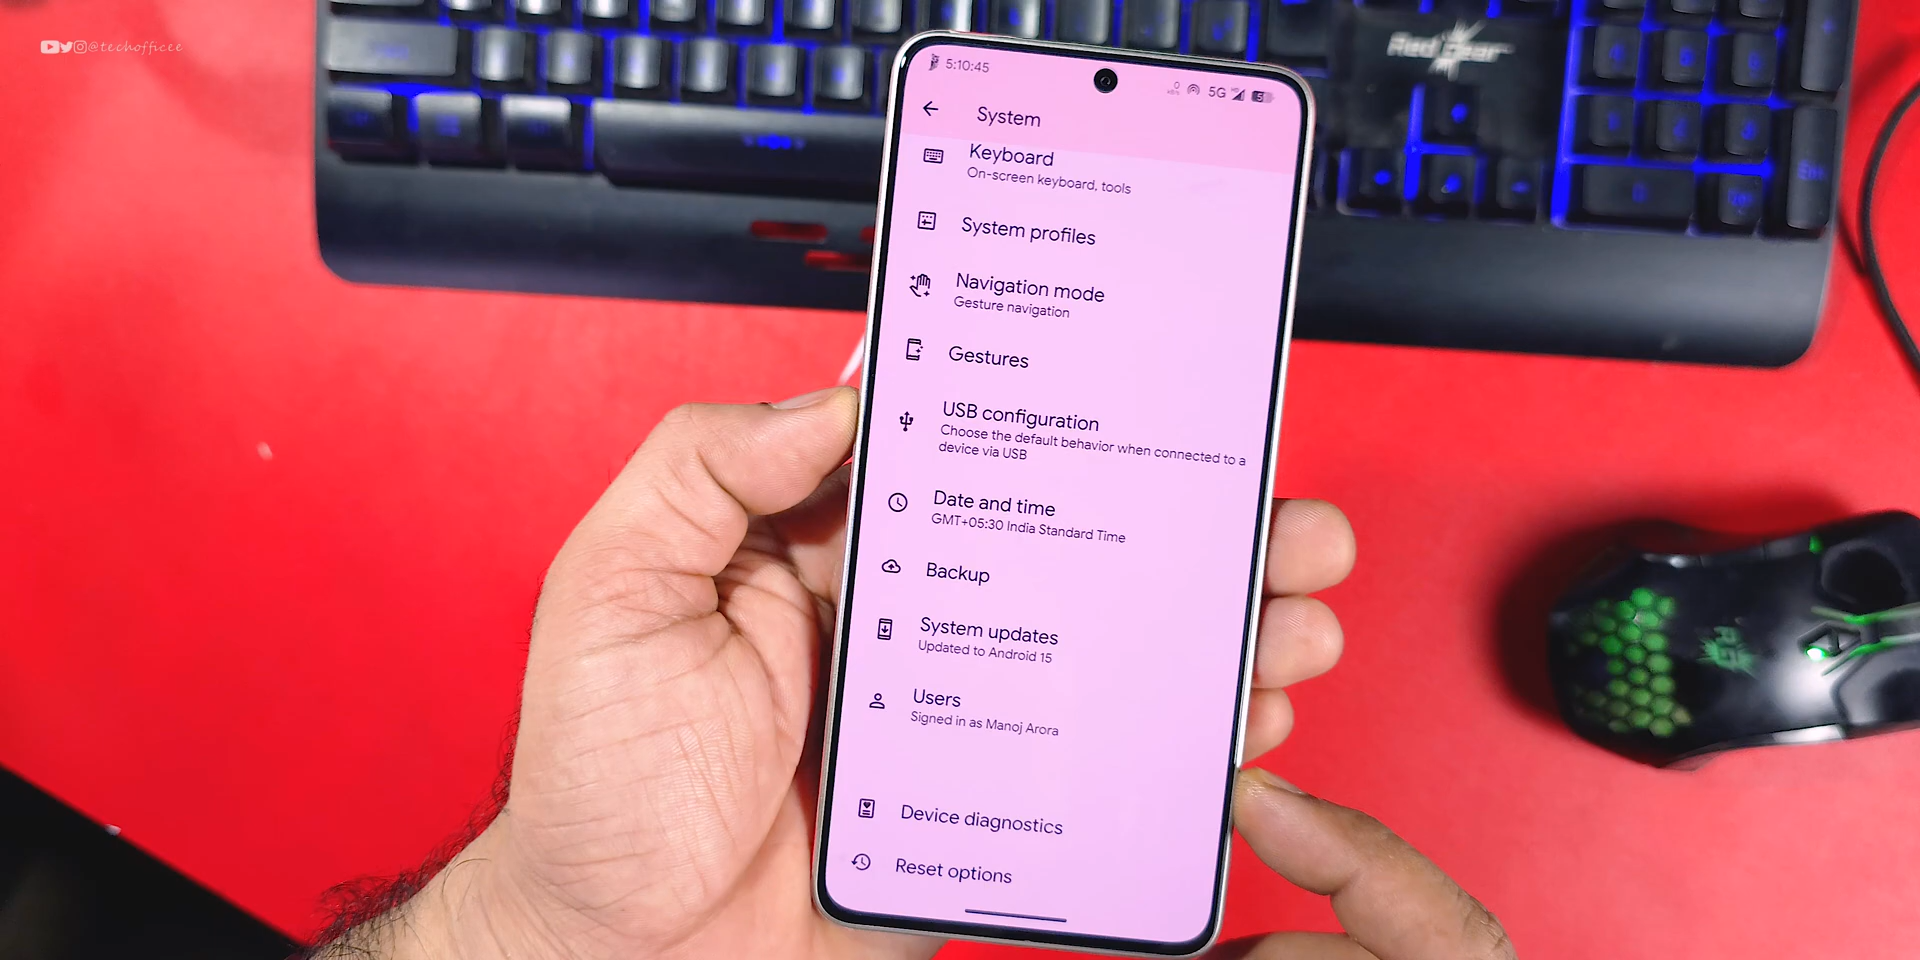 @techofficee
Red Gear
5:10:45
5G
System
Keyboard
On-screen keyboard, tools
System profiles
Navigation mode
Gesture navigation
Gestures
USB configuration
Choose the default behavior when connected to a
device via USB
Date and time
GMT+05:30 India Standard Time
Backup
System updates
Updated to Android 15
Users
Signed in as Manoj Arora
Device diagnostics
Reset options